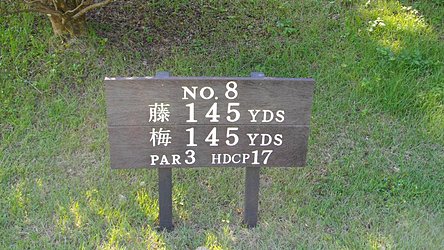 NO. 8
藤 145 YDS
梅 145 YDS
PAR 3 HDCP 17